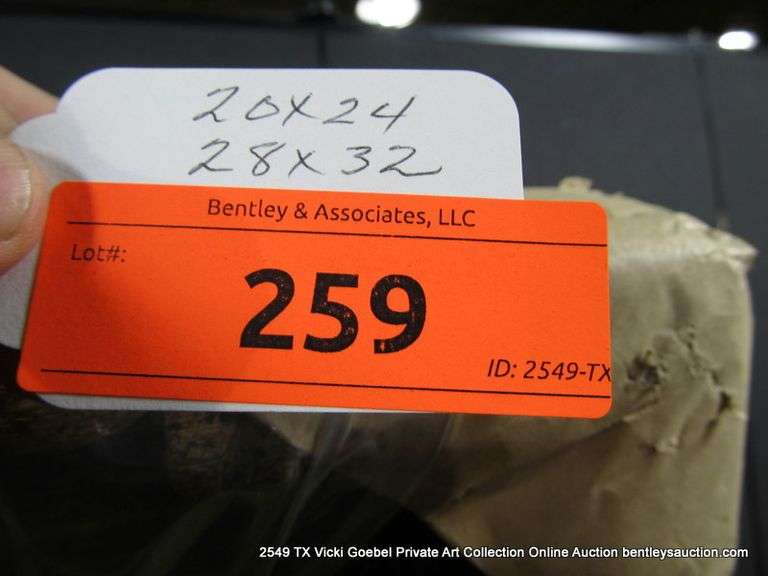 20x24
28x32
Bentley & Associates, LLC
Lot#:
259
ID: 2549-TX
2549 TX Vicki Goebel Private Art Collection Online Auction bentleysauction.com